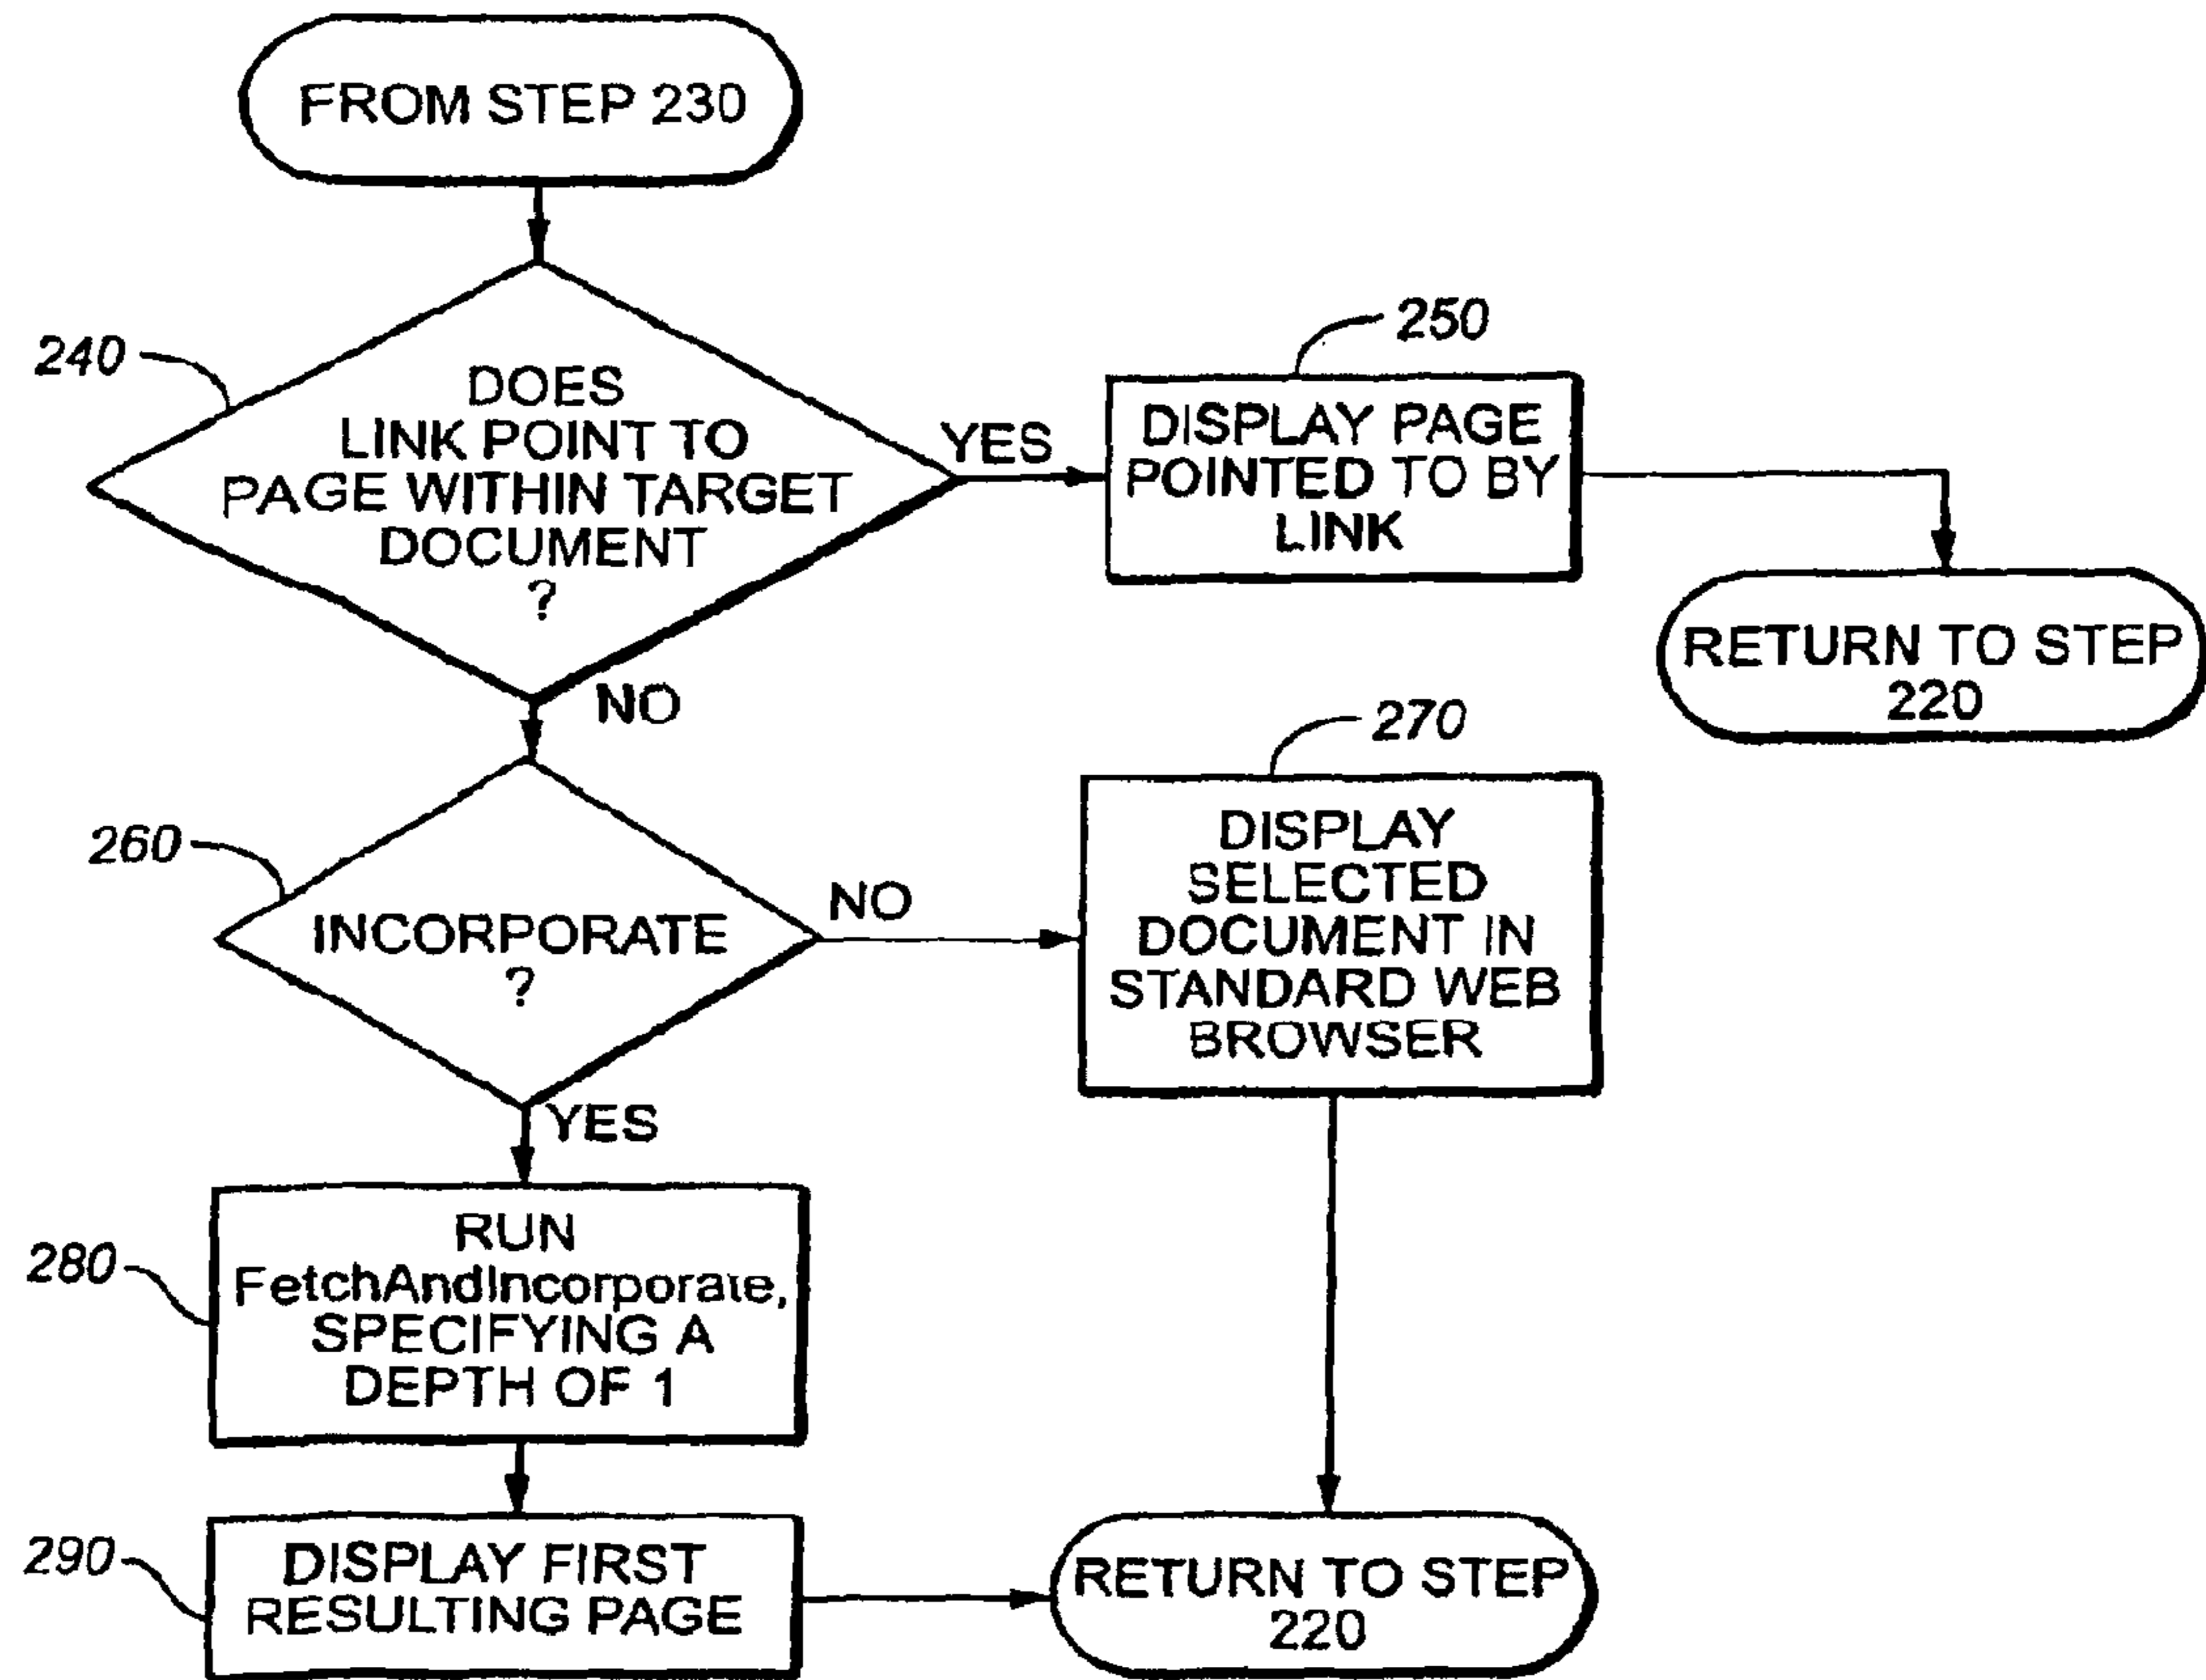 FROM STEP 230
240
DOES
LINK POINT TO
PAGE WITHIN TARGET
DOCUMENT
?
YES
250
DISPLAY PAGE
POINTED TO BY
LINK
RETURN TO STEP
220
NO
260
INCORPORATE
?
NO
270
DISPLAY
SELECTED
DOCUMENT IN
STANDARD WEB
BROWSER
YES
280
RUN
FetchAndIncorporate,
SPECIFYING A
DEPTH OF 1
290
DISPLAY FIRST
RESULTING PAGE
RETURN TO STEP
220